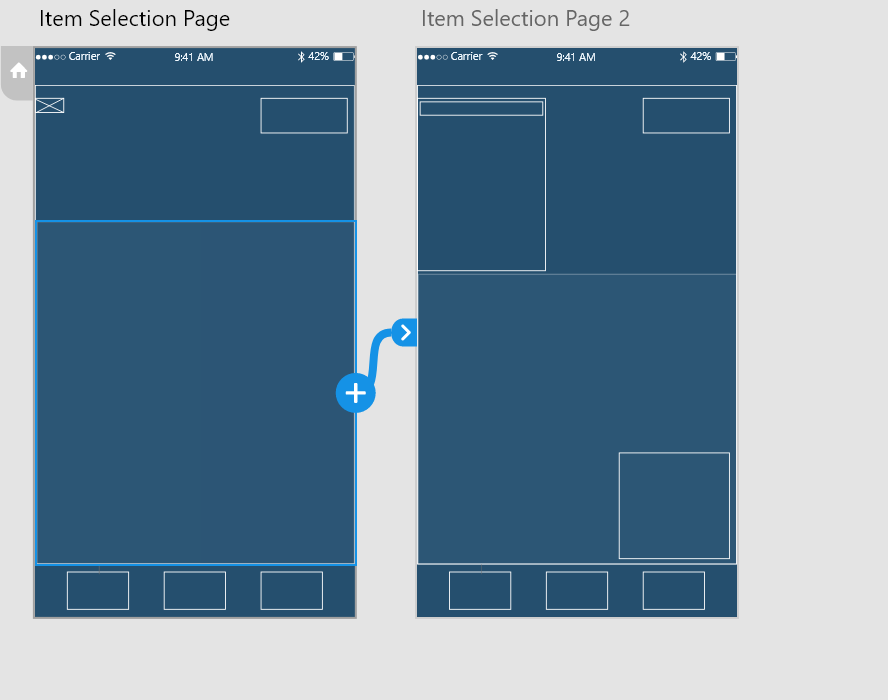 Item Selection Page
Item Selection Page 2
Carrier 9:41 AM 42%
Carrier 9:41 AM 42%